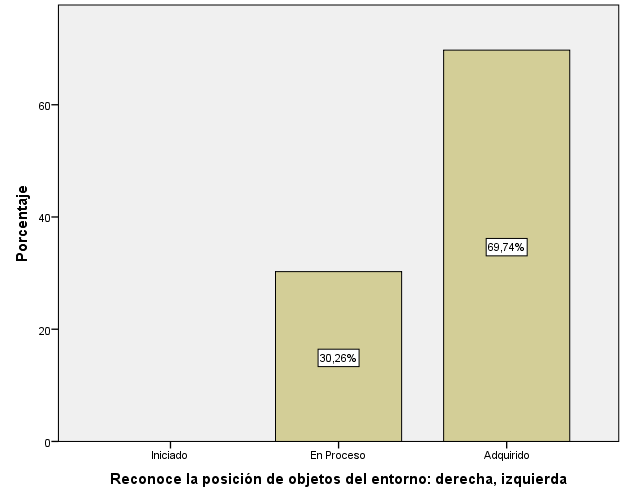 Porcentaje
60
40
20
0
69,74%
30,26%
Iniciado
En Proceso
Adquirido
Reconoce la posición de objetos del entorno: derecha, izquierda